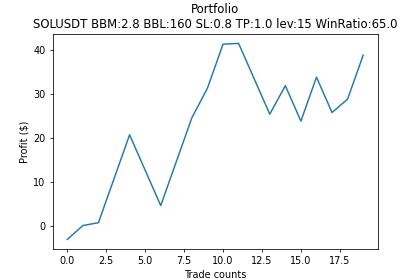 Portfolio
SOLUSDT BBM:2.8 BBL:160 SL:0.8 TP:1.0 lev:15 WinRatio:65.0
Profit ($)
40
30
20
10
0
0.0 2.5 5.0 7.5 10.0 12.5 15.0 17.5
Trade counts